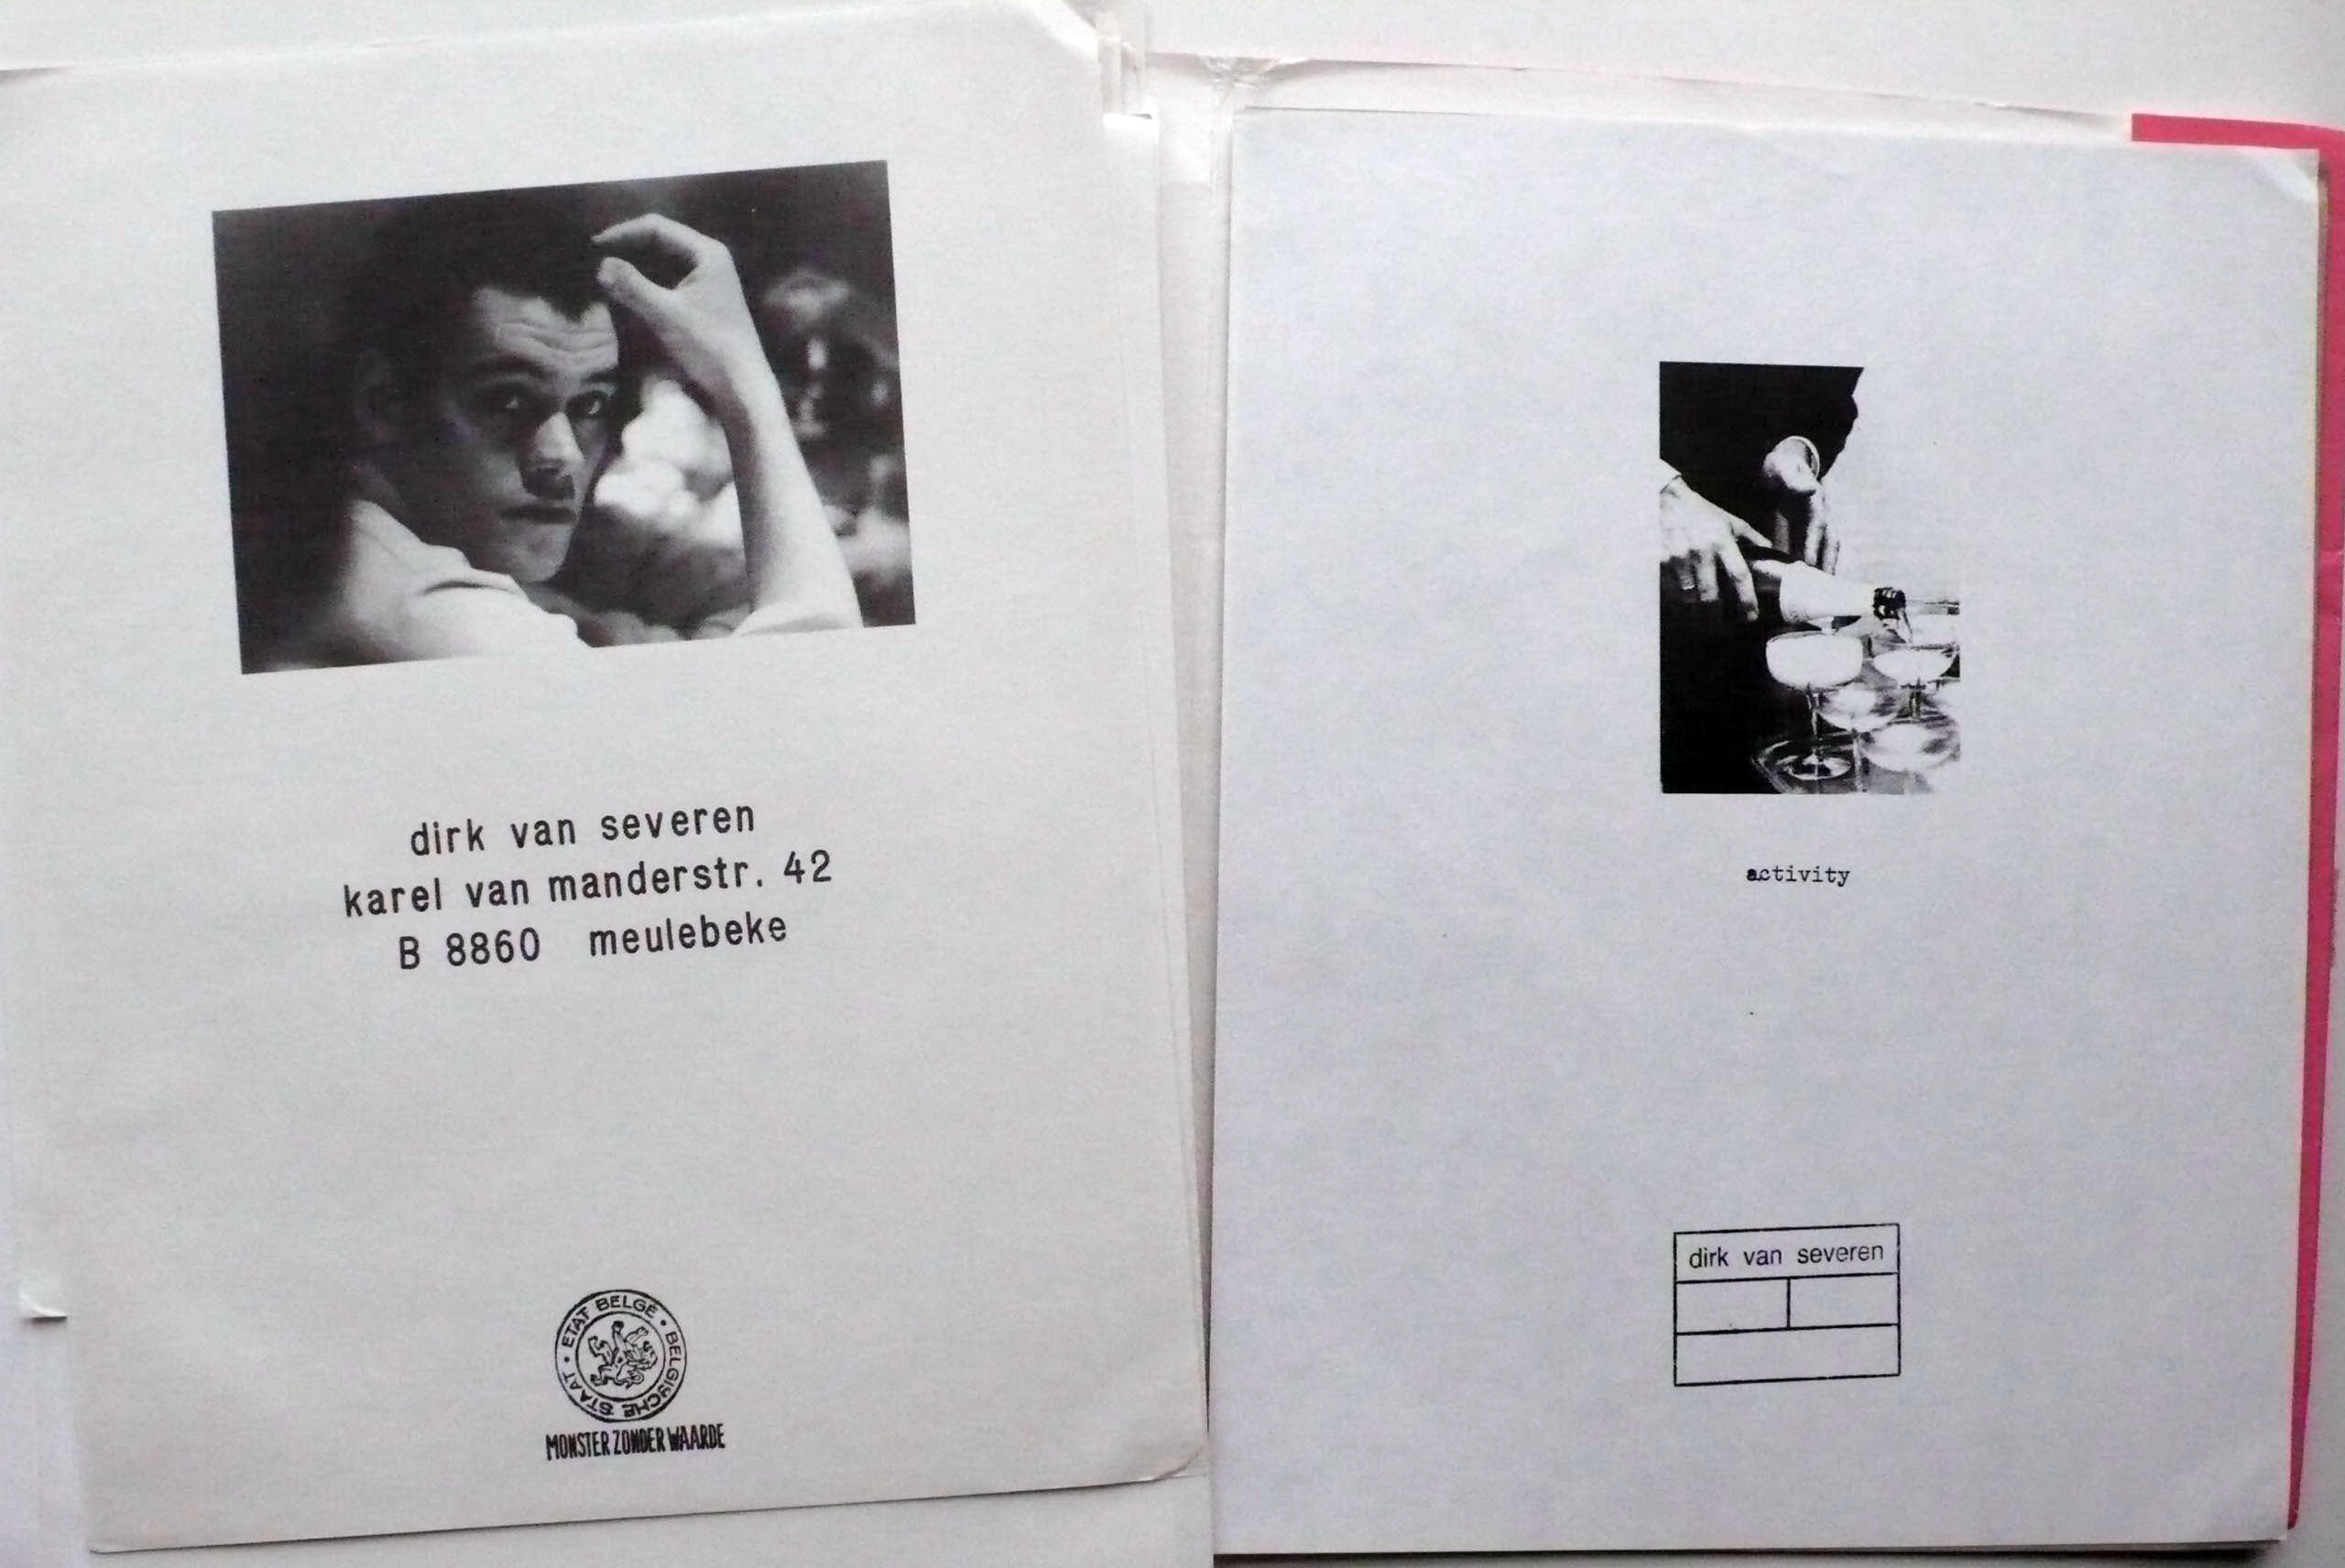 dirk van severen
karel van manderstr. 42
B 8860 meulebeke
ETAT BELGE • BELGISCHE STAAT •
MONSTER ZONDER WAARDE
activity
dirk van severen